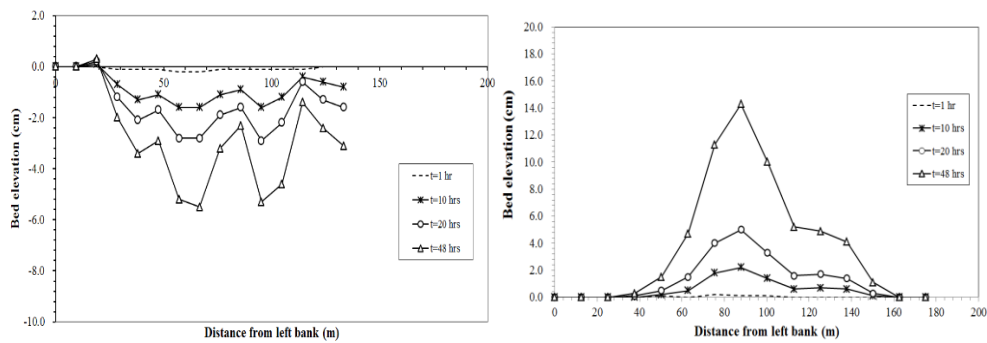 2.0
0.0
-2.0
-4.0
-6.0
-8.0
-10.0
0
50
100
150
200
Bed elevation (cm)
Distance from left bank (m)
t=1 hr
t=10 hrs
t=20 hrs
t=48 hrs
20.0
18.0
16.0
14.0
12.0
10.0
8.0
6.0
4.0
2.0
0.0
0 20 40 60 80 100 120 140 160 180 200
Bed elevation (cm)
Distance from left bank (m)
t=1 hr
t=10 hrs
t=20 hrs
t=48 hrs